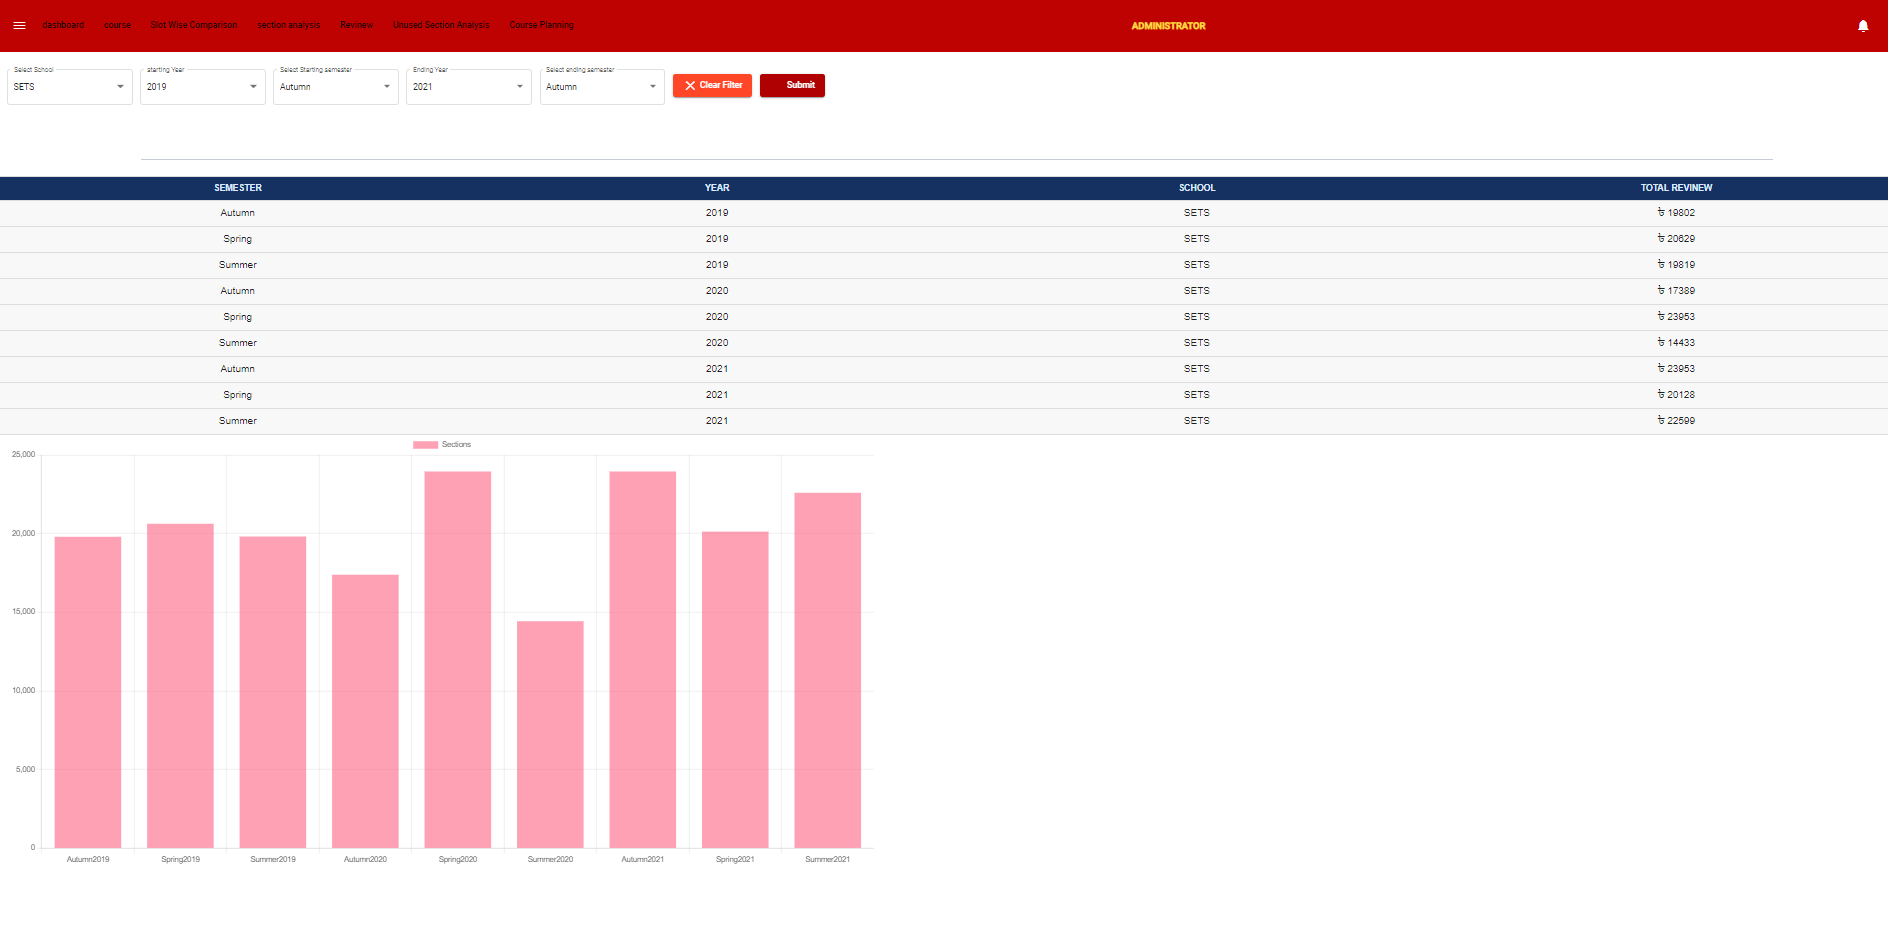 dashboard course Slot Wise Comparison section analysis Revinew Unused Section Analysis Course Planning ADMINISTRATOR
Select School starting Year Select Starting semester Ending Year Select ending semester
SETS 2019 Autumn 2021 Autumn Clear Filter Submit
SEMESTER YEAR SCHOOL TOTAL REVINEW
Autumn 2019 SETS ৳ 19802
Spring 2019 SETS ৳ 20629
Summer 2019 SETS ৳ 19819
Autumn 2020 SETS ৳ 17389
Spring 2020 SETS ৳ 23953
Summer 2020 SETS ৳ 14433
Autumn 2021 SETS ৳ 23953
Spring 2021 SETS ৳ 20128
Summer 2021 SETS ৳ 22599
Sections
25,000
20,000
15,000
10,000
5,000
0
Autumn2019 Spring2019 Summer2019 Autumn2020 Spring2020 Summer2020 Autumn2021 Spring2021 Summer2021